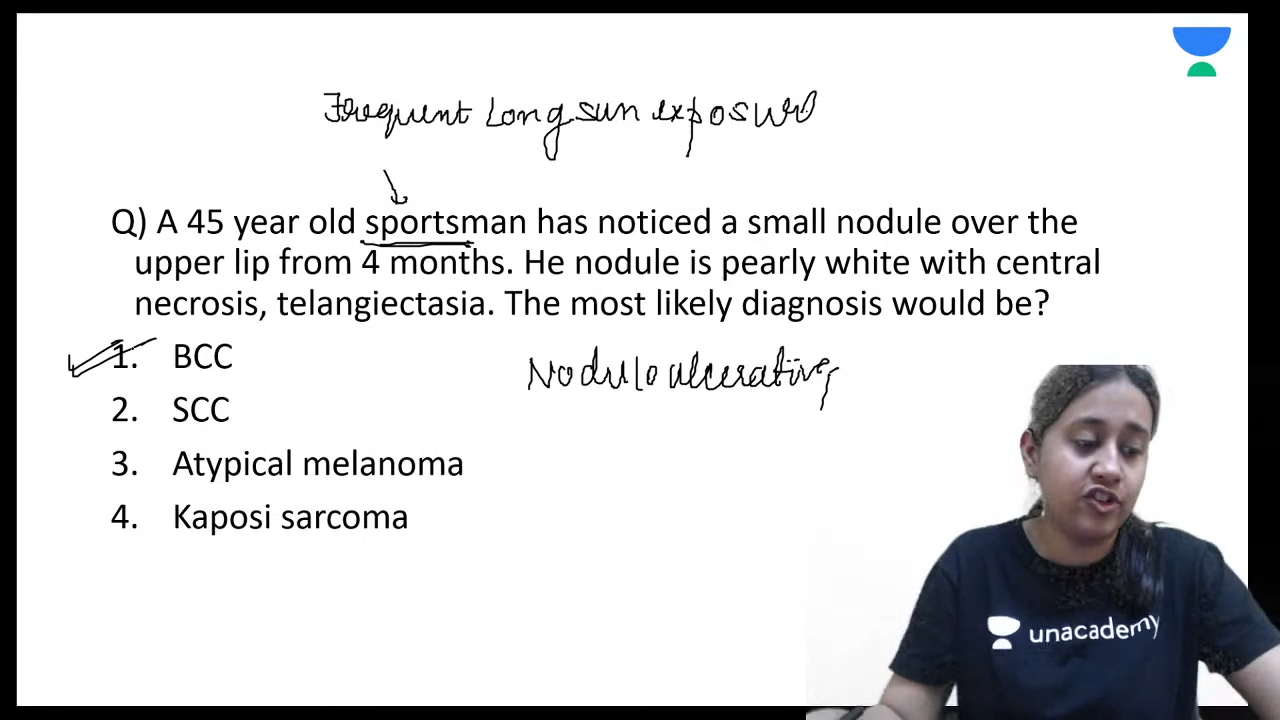 Frequent Long sun exposure
Q) A 45 year old sportsman has noticed a small nodule over the
upper lip from 4 months. He nodule is pearly white with central
necrosis, telangiectasia. The most likely diagnosis would be?
1. BCC
Noduloulcerative
2. SCC
3. Atypical melanoma
4. Kaposi sarcoma
unacademy